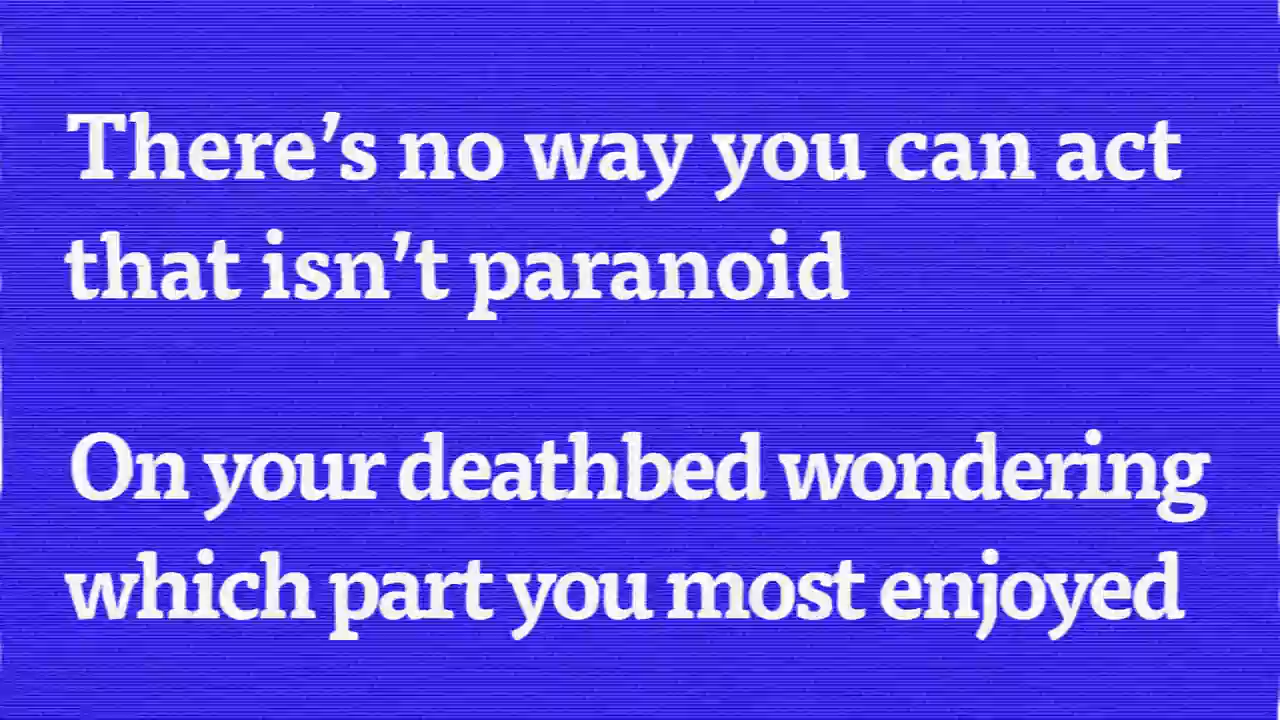 There’s no way you can act
that isn’t paranoid
On your deathbed wondering
which part you most enjoyed